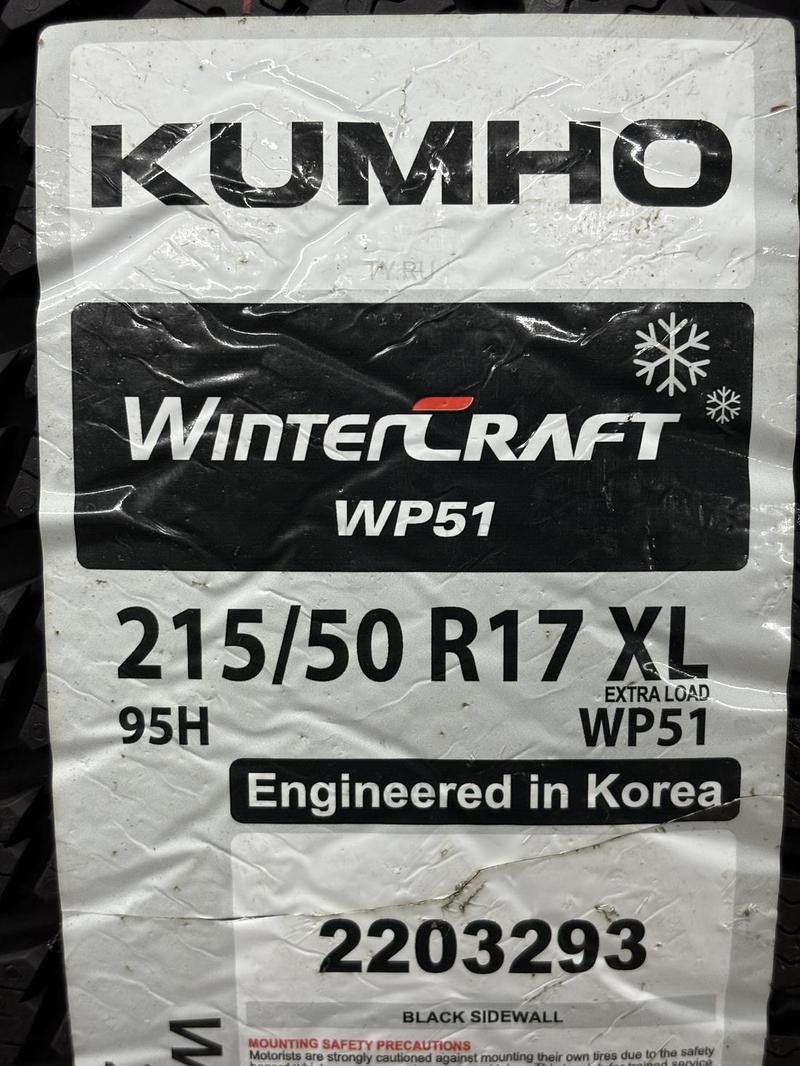 KUMHO
TY.RU
WINTERCRAFT
WP51
215/50 R17 XL
EXTRA LOAD
95H
WP51
Engineered in Korea
2203293
BLACK SIDEWALL
MOUNTING SAFETY PRECAUTIONS
Motorists are strongly cautioned against mounting their own tires due to the safety